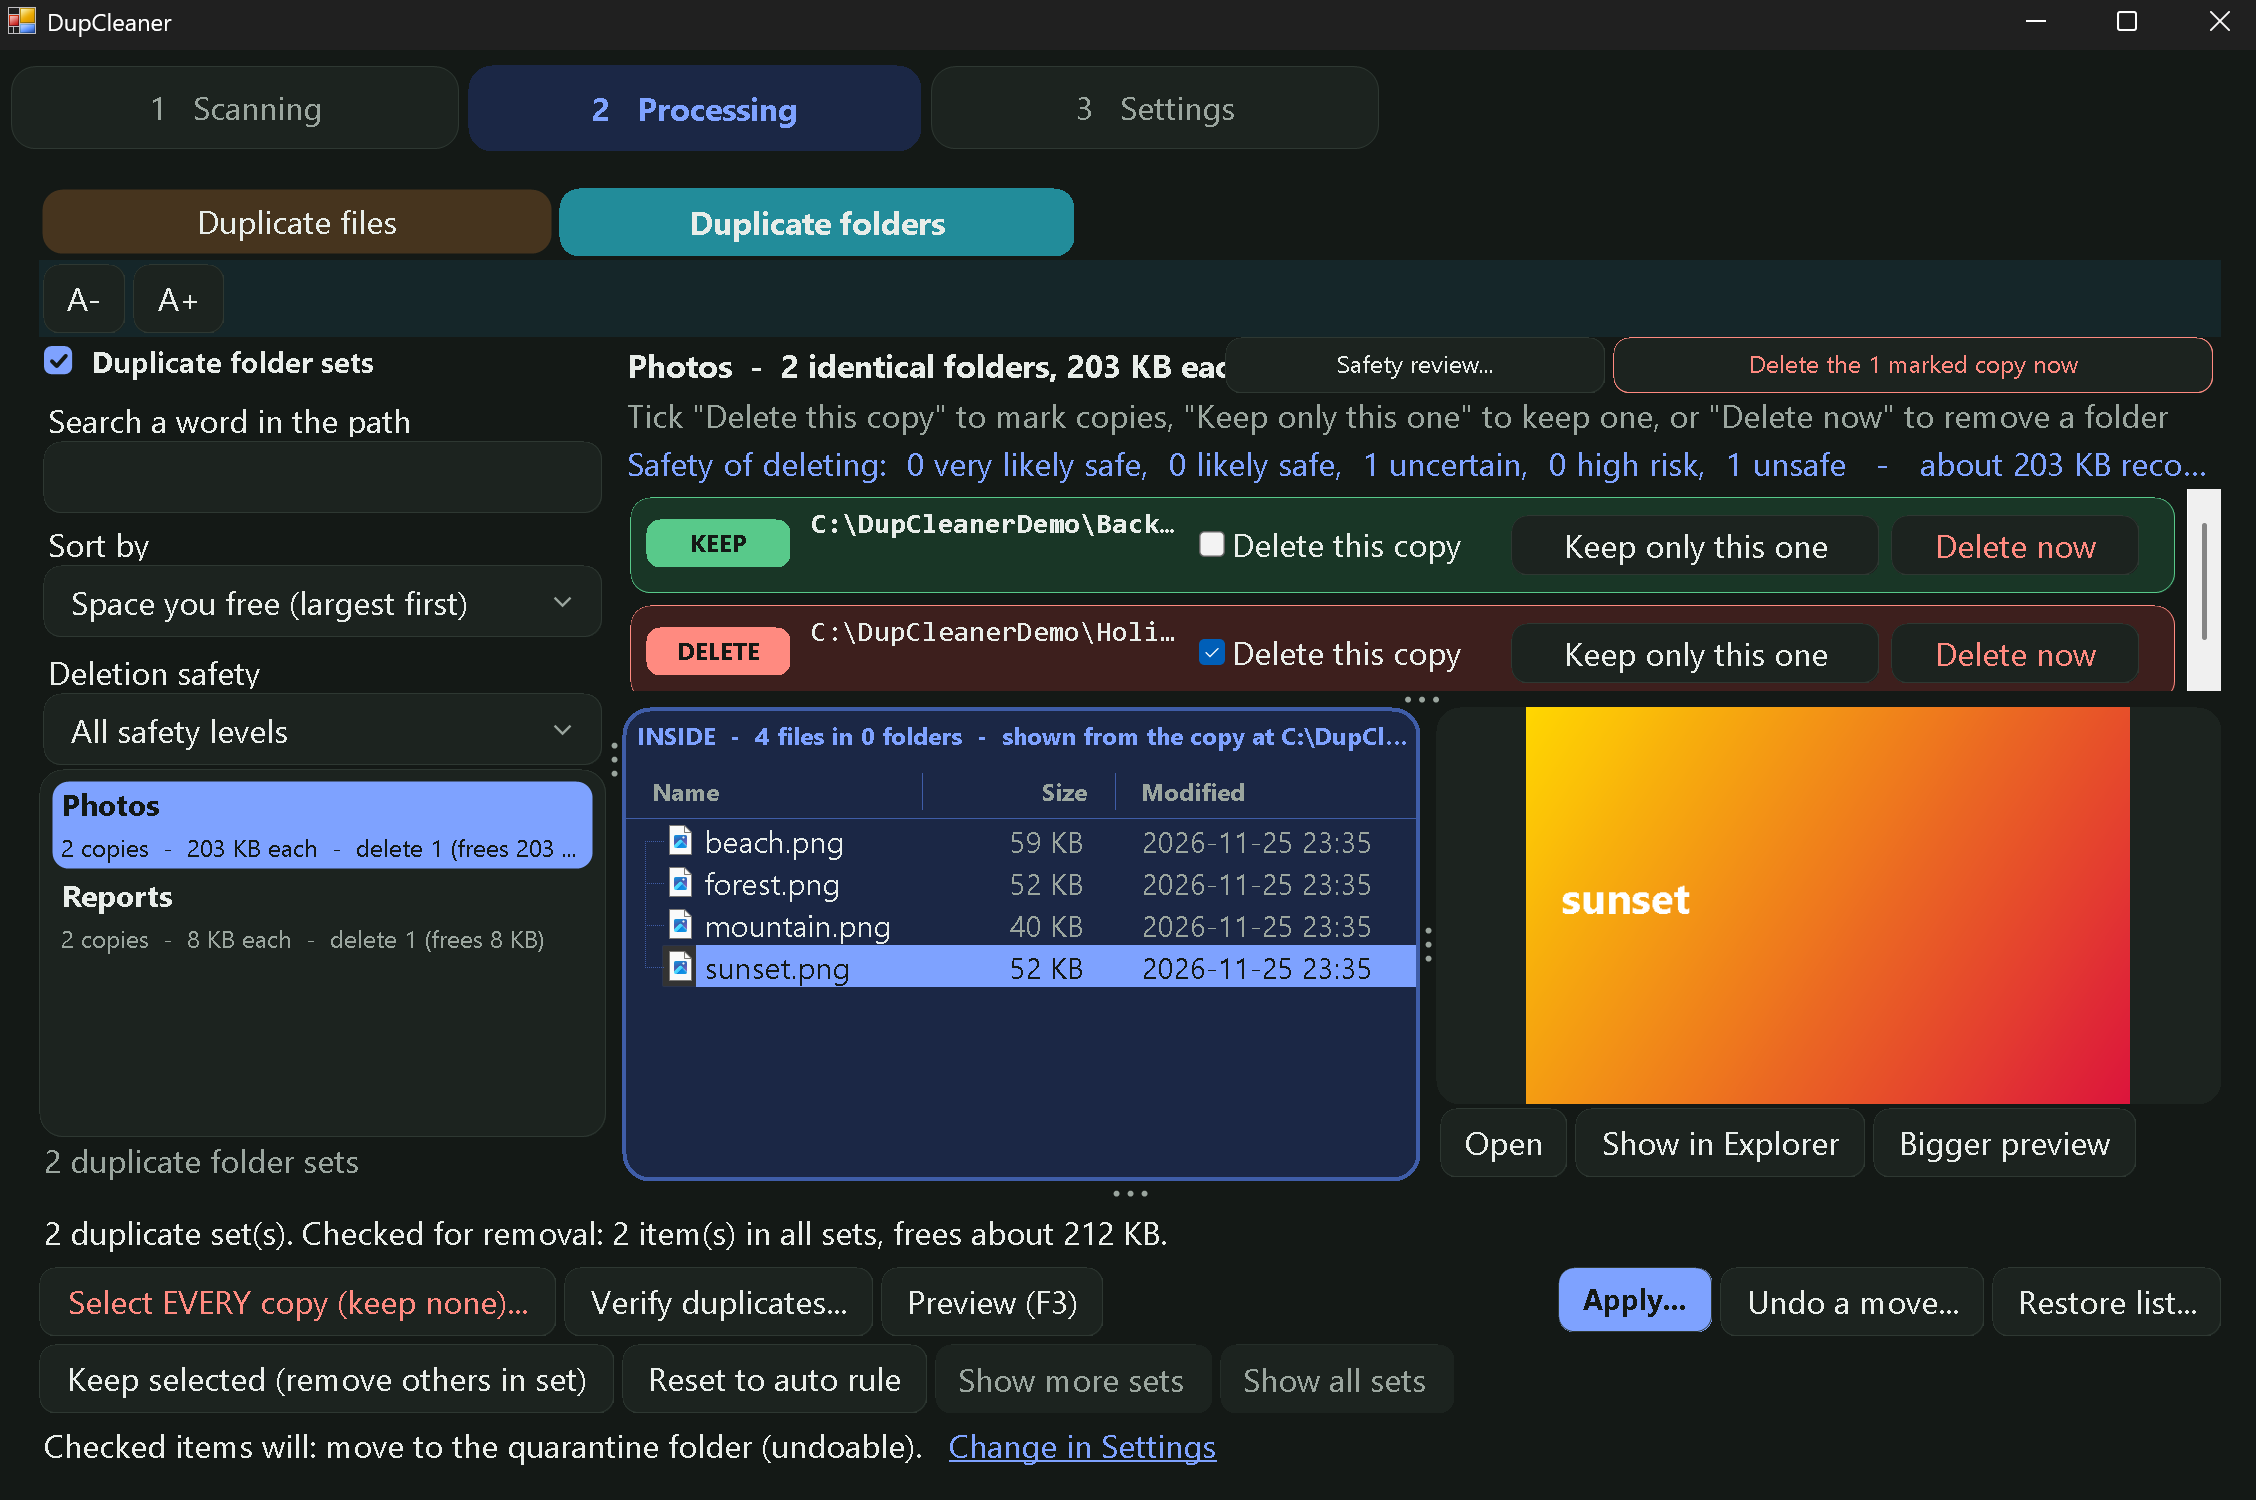 DupCleaner
1 Scanning
2 Processing
3 Settings
Duplicate files
Duplicate folders
A-
A+
Duplicate folder sets
Search a word in the path
Sort by
Space you free (largest first)
Deletion safety
All safety levels
Photos
2 copies - 203 KB each - delete 1 (frees 203 ...
Reports
2 copies - 8 KB each - delete 1 (frees 8 KB)
2 duplicate folder sets
Photos - 2 identical folders, 203 KB eac
Safety review...
Delete the 1 marked copy now
Tick "Delete this copy" to mark copies, "Keep only this one" to keep one, or "Delete now" to remove a folder
Safety of deleting: 0 very likely safe, 0 likely safe, 1 uncertain, 0 high risk, 1 unsafe - about 203 KB reco...
KEEP
C:\DupCleanerDemo\Back...
Delete this copy
Keep only this one
Delete now
DELETE
C:\DupCleanerDemo\Holi...
Delete this copy
Keep only this one
Delete now
INSIDE - 4 files in 0 folders - shown from the copy at C:\DupCl...
Name Size Modified
beach.png 59 KB 2026-11-25 23:35
forest.png 52 KB 2026-11-25 23:35
mountain.png 40 KB 2026-11-25 23:35
sunset.png 52 KB 2026-11-25 23:35
sunset
Open
Show in Explorer
Bigger preview
2 duplicate set(s). Checked for removal: 2 item(s) in all sets, frees about 212 KB.
Select EVERY copy (keep none)...
Verify duplicates...
Preview (F3)
Apply...
Undo a move...
Restore list...
Keep selected (remove others in set)
Reset to auto rule
Show more sets
Show all sets
Checked items will: move to the quarantine folder (undoable). Change in Settings